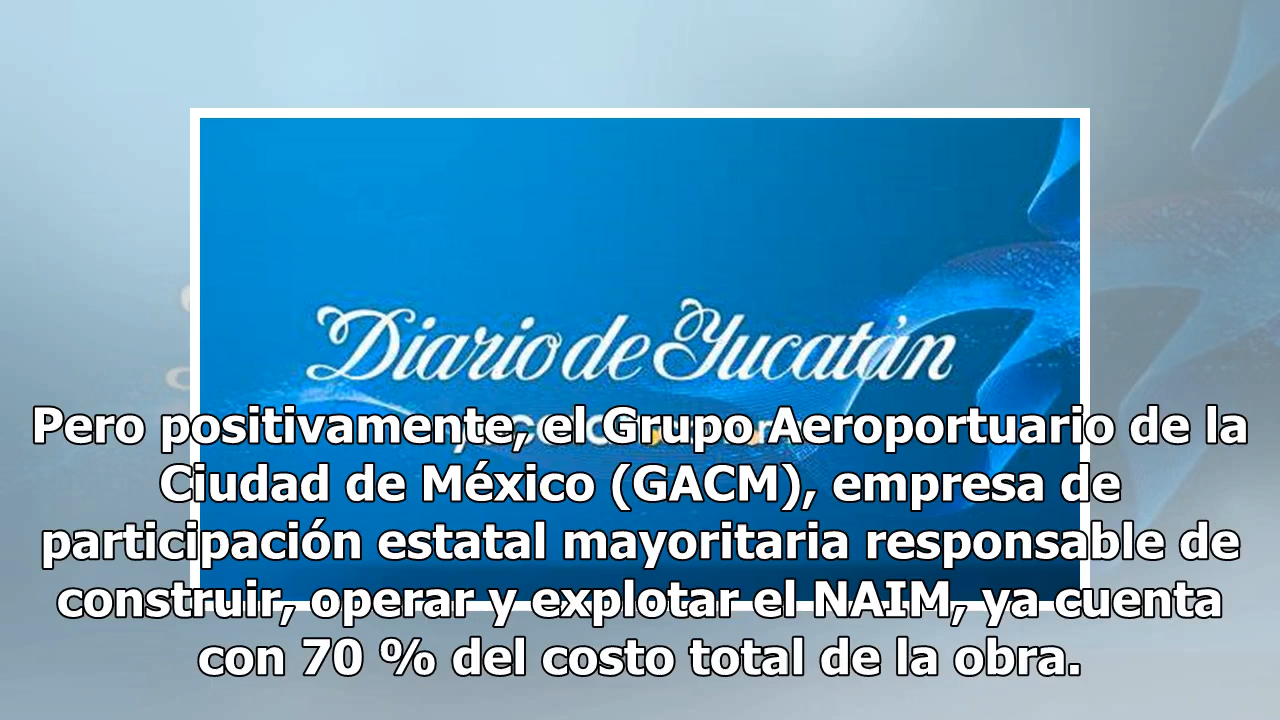 Diario de Yucatán
Pero positivamente, el Grupo Aeroportuario de la
Ciudad de México (GACM), empresa de
participación estatal mayoritaria responsable de
construir, operar y explotar el NAIM, ya cuenta
con 70 % del costo total de la obra.